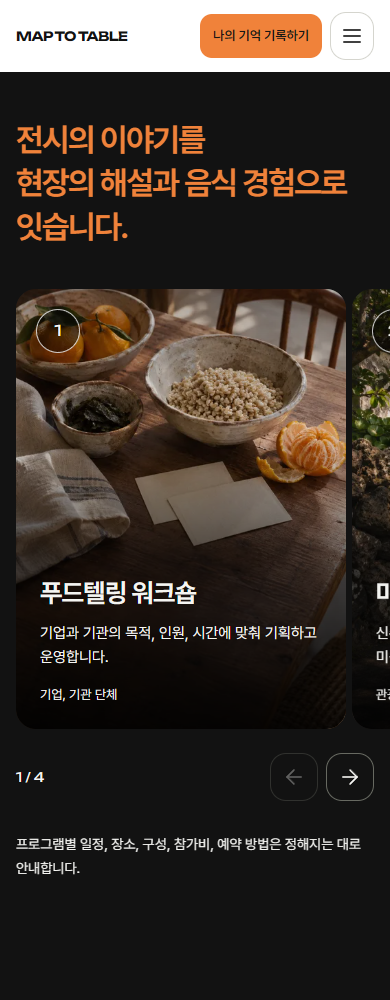 MAP TO TABLE
나의 기억 기록하기
전시의 이야기를
현장의 해설과 음식 경험으로
잇습니다.
1
푸드텔링 워크숍
기업과 기관의 목적, 인원, 시간에 맞춰 기획하고
운영합니다.
기업, 기관 단체
1 / 4
프로그램별 일정, 장소, 구성, 참가비, 예약 방법은 정해지는 대로
안내합니다.